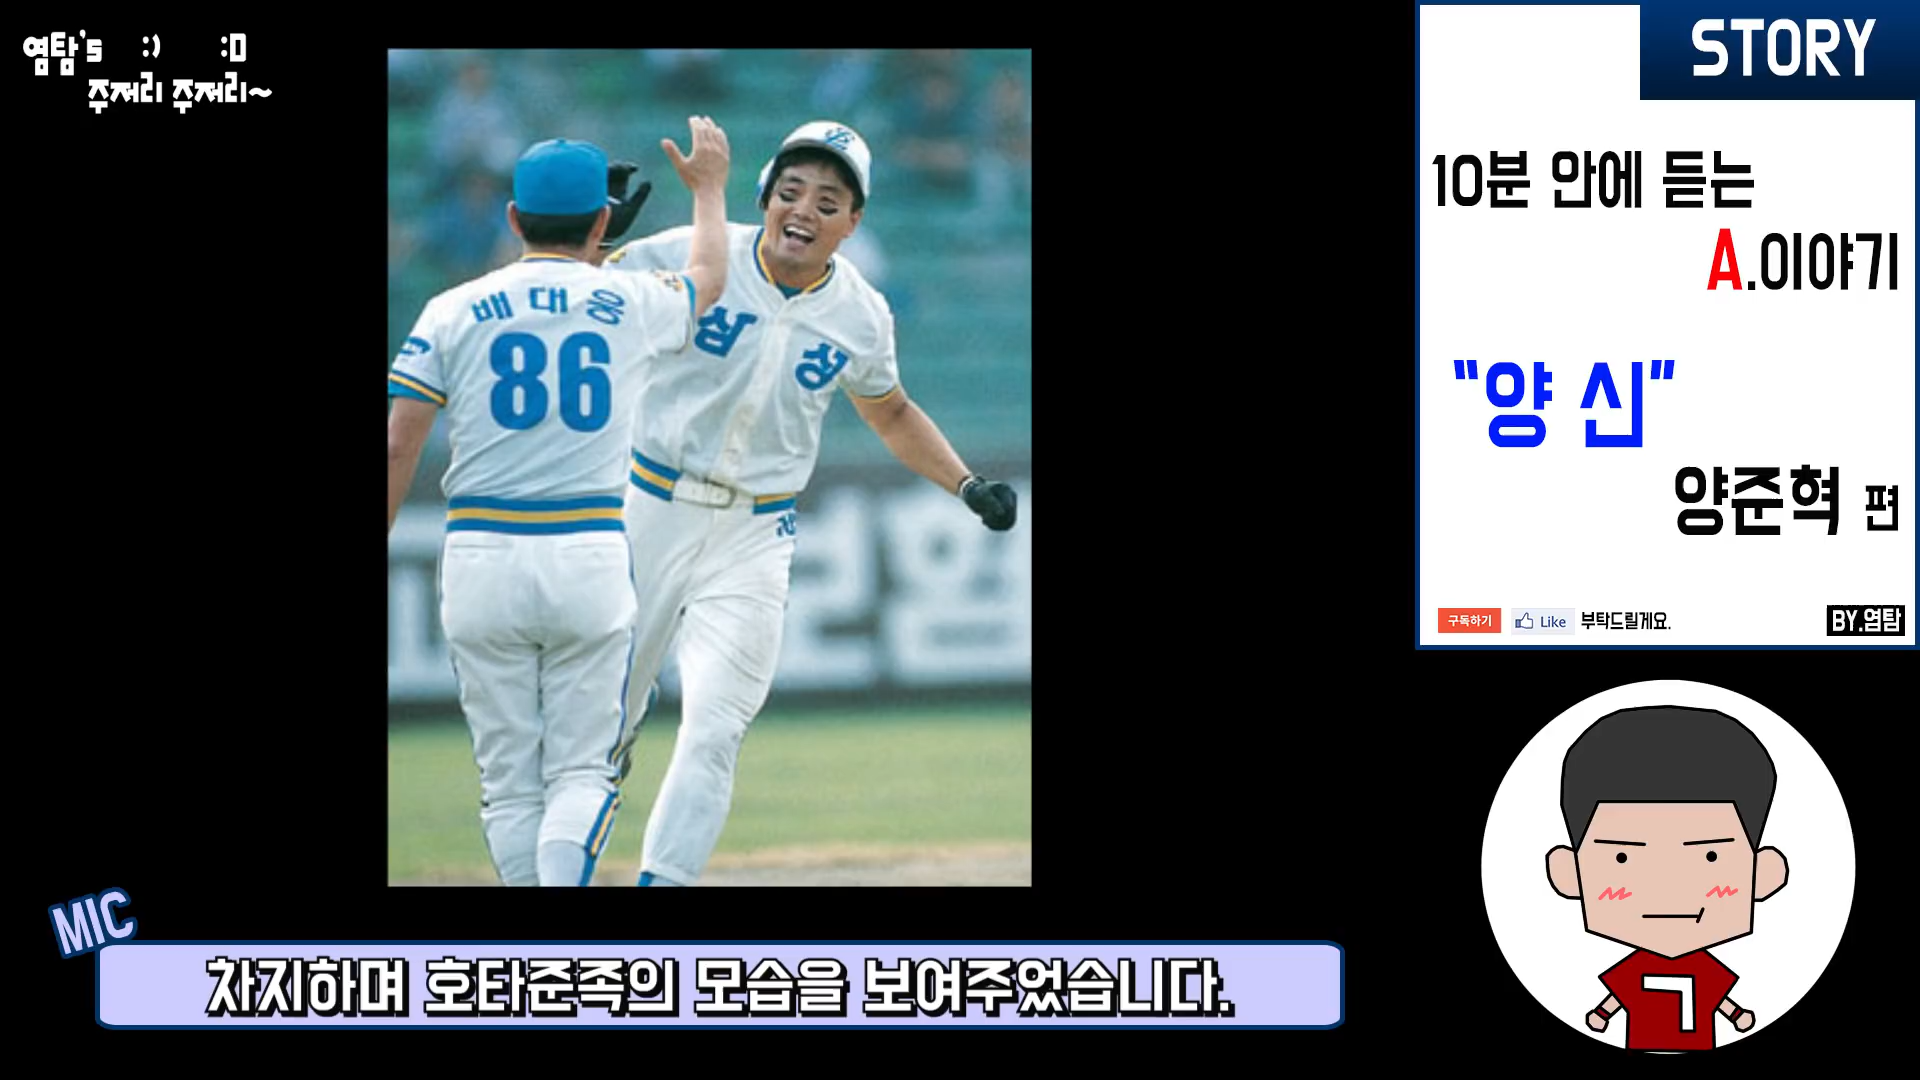 염탐's :) :D
주저리 주저리~
배대웅
86
삼성
STORY
10분 안에 듣는
A.이야기
"양 신"
양준혁 편
구독하기 Like 부탁드릴게요.
BY.염탐
MIC
차지하며 호타준족의 모습을 보여주었습니다.
ㄱ